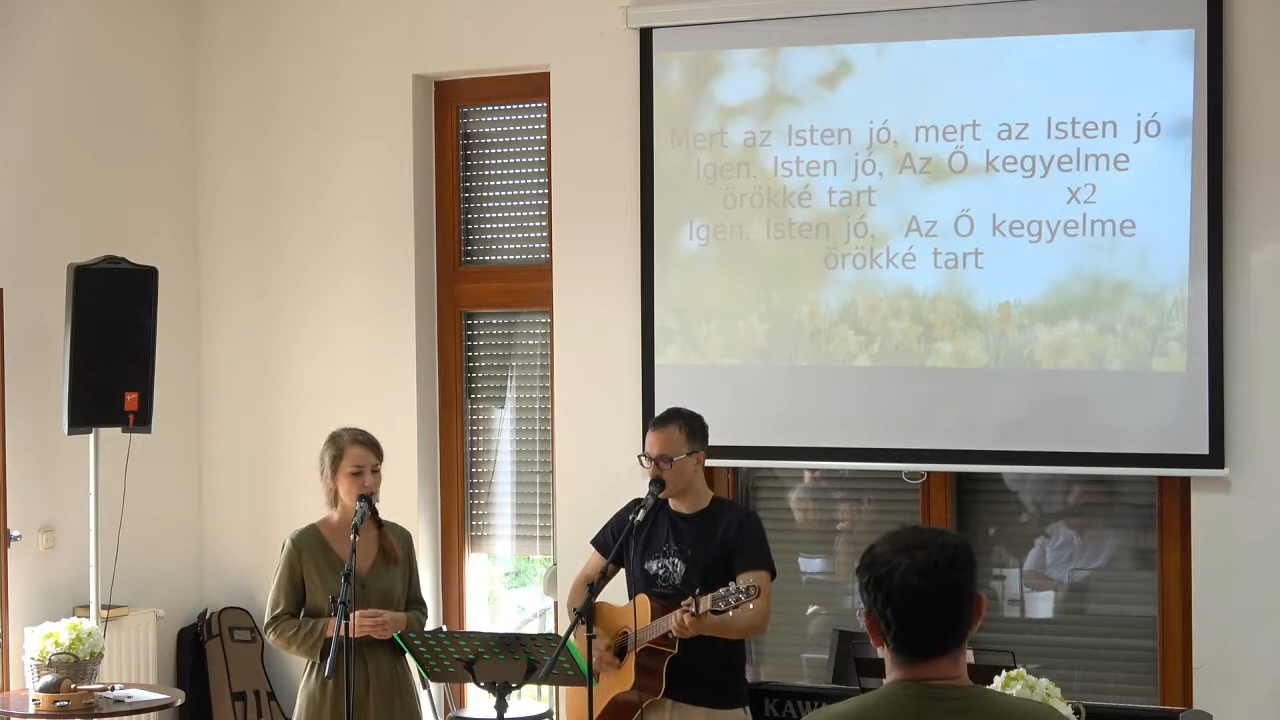 Mert az Isten jó, mert az Isten jó
Igen, Isten jó, Az Ő kegyelme
örökké tart x2
Igen, Isten jó, Az Ő kegyelme
örökké tart
KAWA